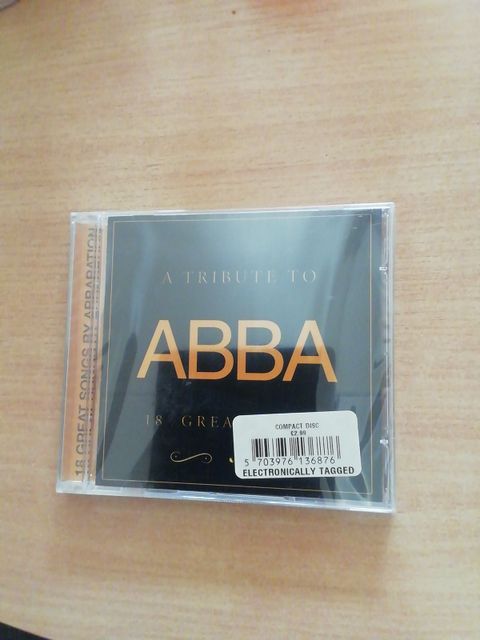 A TRIBUTE TO
ABBA
18 GREA
COMPACT DISC
£2.99
5 703976 136876
ELECTRONICALLY TAGGED
18 GREAT SONGS BY ABBARATION